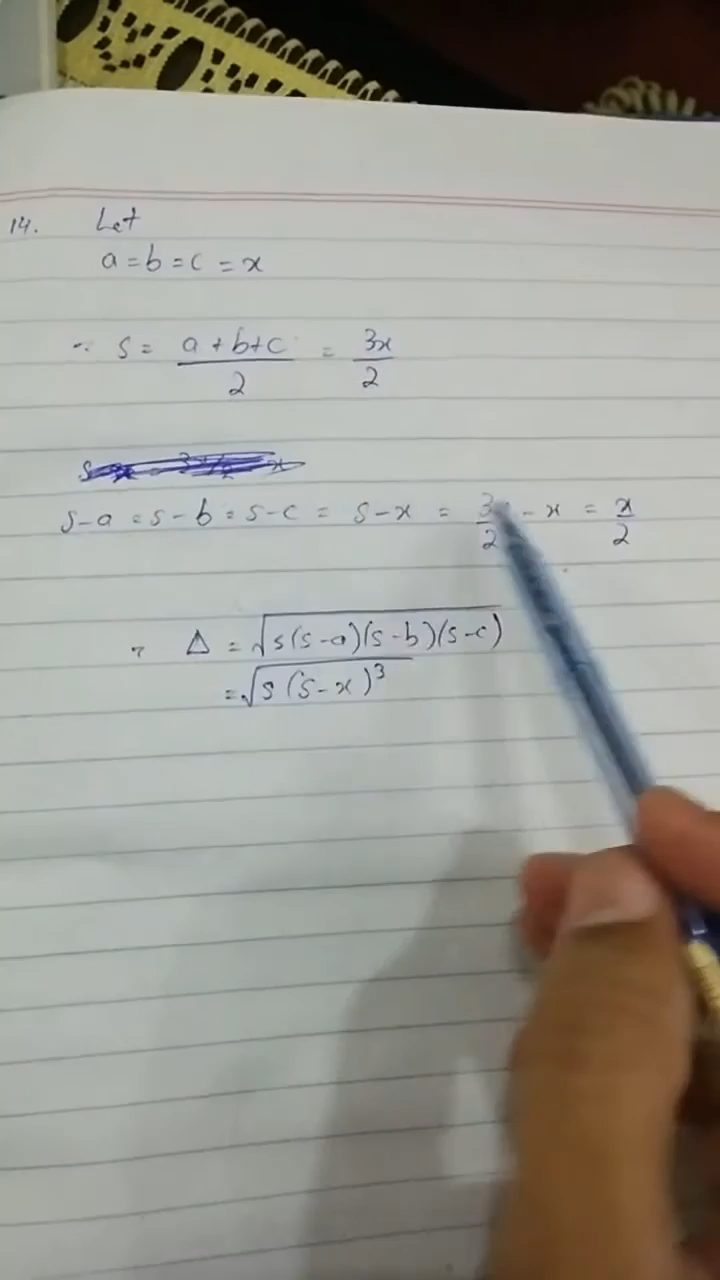 14. Let
a = b = c = x
∵ s = a+b+c/2 = 3x/2
s-a = s-b = s-c = s-x = 3x/2 - x = x/2
∵ Δ = √s(s-a)(s-b)(s-c)
= √s(s-x)³